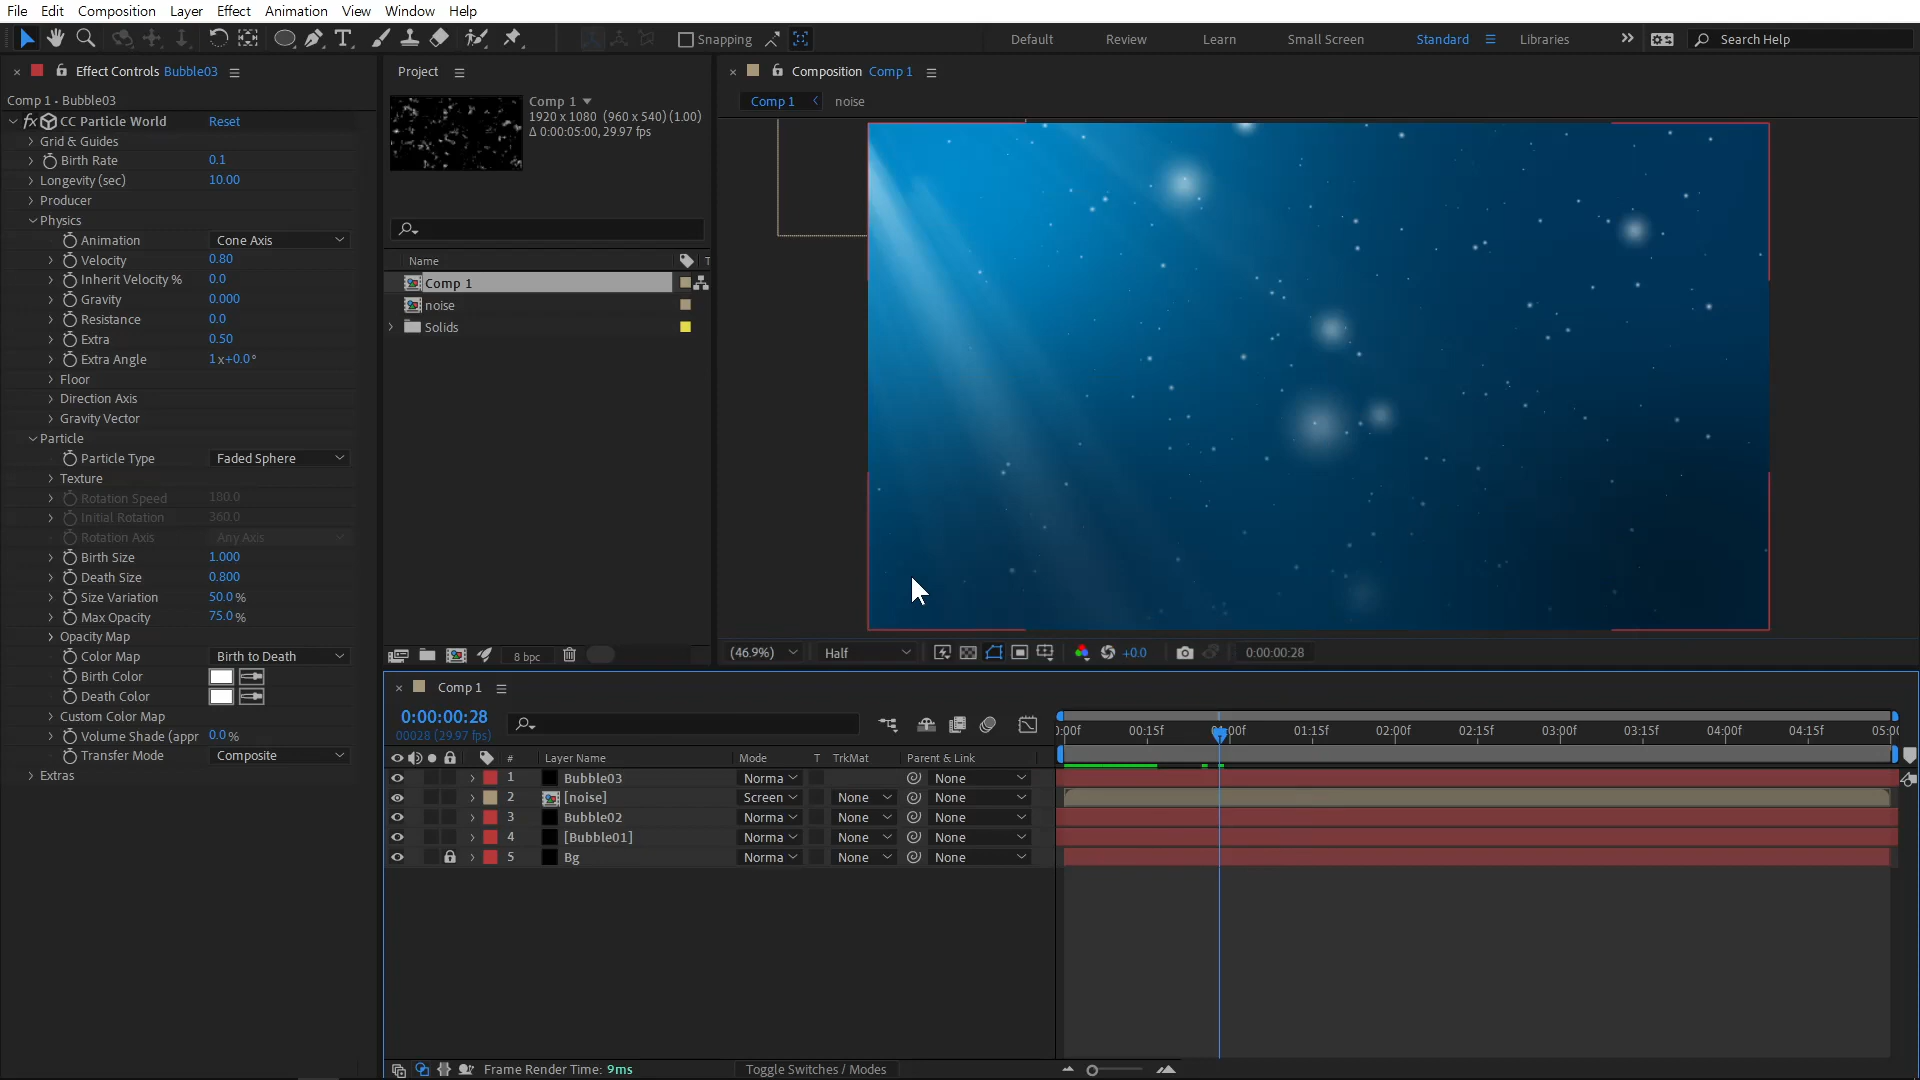 File Edit Composition Layer Effect Animation View Window Help
Snapping Default Review Learn Small Screen Standard Libraries Search Help
Effect Controls Bubble03
Comp 1 • Bubble03
fx CC Particle World Reset
Grid & Guides
Birth Rate 0.1
Longevity (sec) 10.00
Producer
Physics
Animation Cone Axis
Velocity 0.80
Inherit Velocity % 0.0
Gravity 0.000
Resistance 0.0
Extra 0.50
Extra Angle 1x+0.0°
Floor
Direction Axis
Gravity Vector
Particle
Particle Type Faded Sphere
Texture
Rotation Speed 180.0
Initial Rotation 360.0
Rotation Axis Any Axis
Birth Size 1.000
Death Size 0.800
Size Variation 50.0 %
Max Opacity 75.0 %
Opacity Map
Color Map Birth to Death
Birth Color
Death Color
Custom Color Map
Volume Shade (appr 0.0 %
Transfer Mode Composite
Extras
Project
Comp 1
1920 x 1080 (960 x 540) (1.00)
Δ 0:00:05:00, 29.97 fps
Name T
Comp 1
noise
Solids
8 bpc
Composition Comp 1
Comp 1 noise
(46.9%) Half +0.0 0:00:00:28
Comp 1
0:00:00:28
00028 (29.97 fps)
:00f 00:15f 01:00f 01:15f 02:00f 02:15f 03:00f 03:15f 04:00f 04:15f 05:00
# Layer Name Mode T TrkMat Parent & Link
1 Bubble03 Norma None
2 [noise] Screen None None
3 Bubble02 Norma None None
4 [Bubble01] Norma None None
5 Bg Norma None None
Frame Render Time: 9ms Toggle Switches / Modes